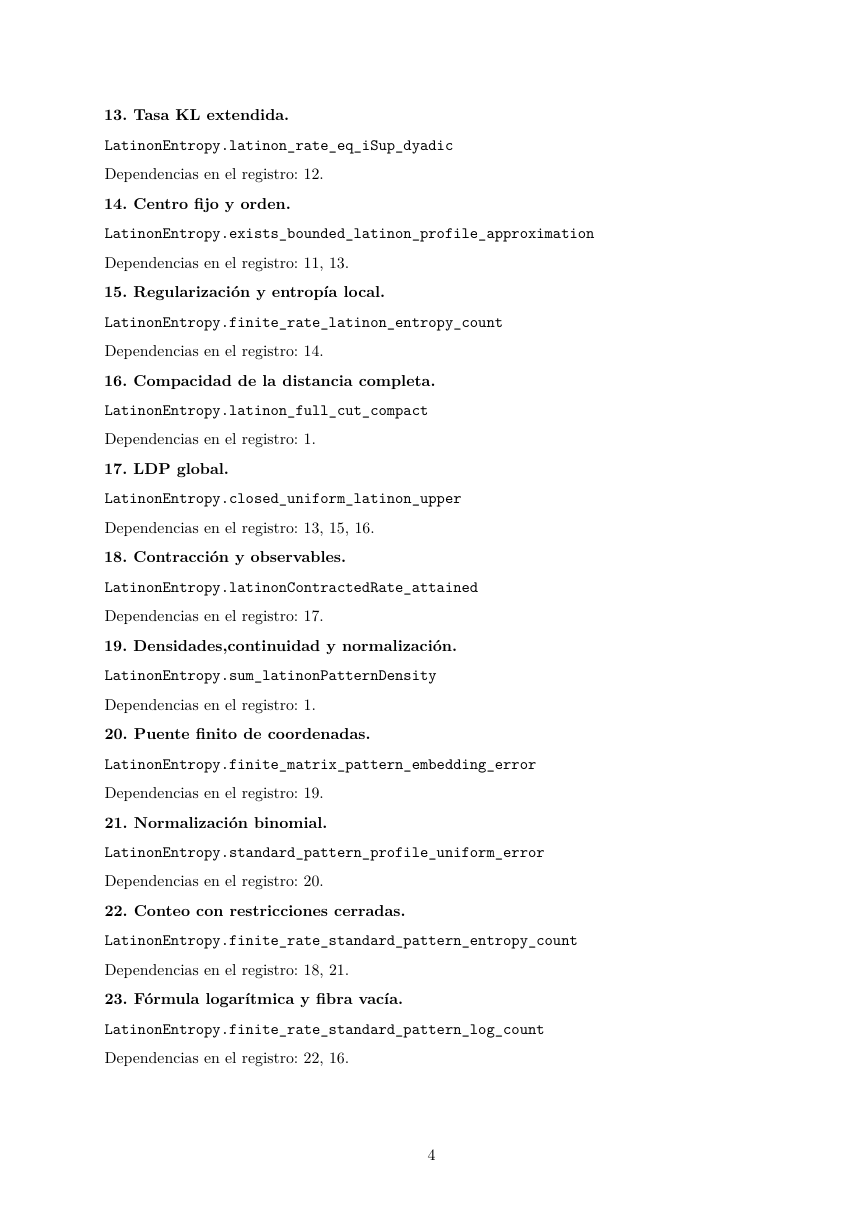 13. Tasa KL extendida.
LatinonEntropy.latinon_rate_eq_iSup_dyadic
Dependencias en el registro: 12.
14. Centro fijo y orden.
LatinonEntropy.exists_bounded_latinon_profile_approximation
Dependencias en el registro: 11, 13.
15. Regularización y entropía local.
LatinonEntropy.finite_rate_latinon_entropy_count
Dependencias en el registro: 14.
16. Compacidad de la distancia completa.
LatinonEntropy.latinon_full_cut_compact
Dependencias en el registro: 1.
17. LDP global.
LatinonEntropy.closed_uniform_latinon_upper
Dependencias en el registro: 13, 15, 16.
18. Contracción y observables.
LatinonEntropy.latinonContractedRate_attained
Dependencias en el registro: 17.
19. Densidades,continuidad y normalización.
LatinonEntropy.sum_latinonPatternDensity
Dependencias en el registro: 1.
20. Puente finito de coordenadas.
LatinonEntropy.finite_matrix_pattern_embedding_error
Dependencias en el registro: 19.
21. Normalización binomial.
LatinonEntropy.standard_pattern_profile_uniform_error
Dependencias en el registro: 20.
22. Conteo con restricciones cerradas.
LatinonEntropy.finite_rate_standard_pattern_entropy_count
Dependencias en el registro: 18, 21.
23. Fórmula logarítmica y fibra vacía.
LatinonEntropy.finite_rate_standard_pattern_log_count
Dependencias en el registro: 22, 16.
4